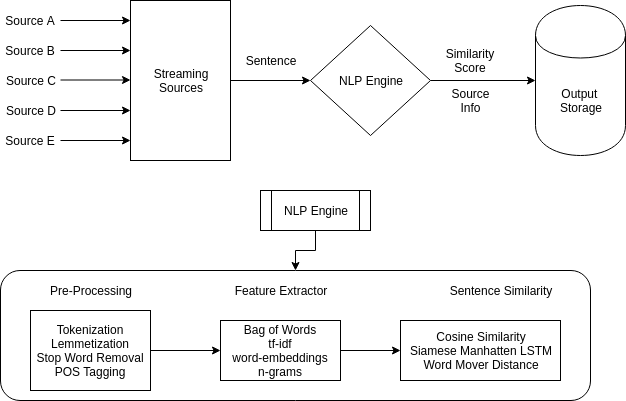 Source A
Source B
Source C
Source D
Source E
Streaming
Sources
Sentence
NLP Engine
Similarity
Score
Source
Info
Output
Storage
NLP Engine
Pre-Processing
Feature Extractor
Sentence Similarity
Tokenization
Lemmetization
Stop Word Removal
POS Tagging
Bag of Words
tf-idf
word-embeddings
n-grams
Cosine Similarity
Siamese Manhatten LSTM
Word Mover Distance